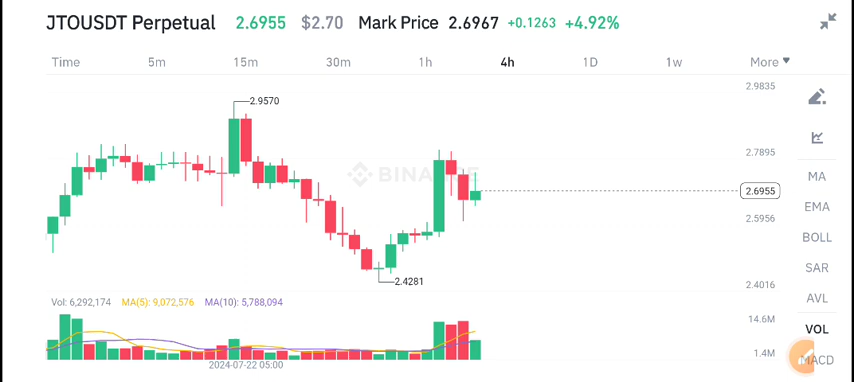 JTOUSDT Perpetual 2.6955 $2.70 Mark Price 2.6967 +0.1263 +4.92%
Time 5m 15m 30m 1h 4h 1D 1w More ▼
2.9835
2.9570
2.7895
BINANCE
MA
2.6955
EMA
2.5956
BOLL
2.4281
2.4016
SAR
AVL
Vol: 6,292,174 MA(5): 9,072,576 MA(10): 5,788,094
14.6M
VOL
1.4M
MACD
2024-07-22 05:00